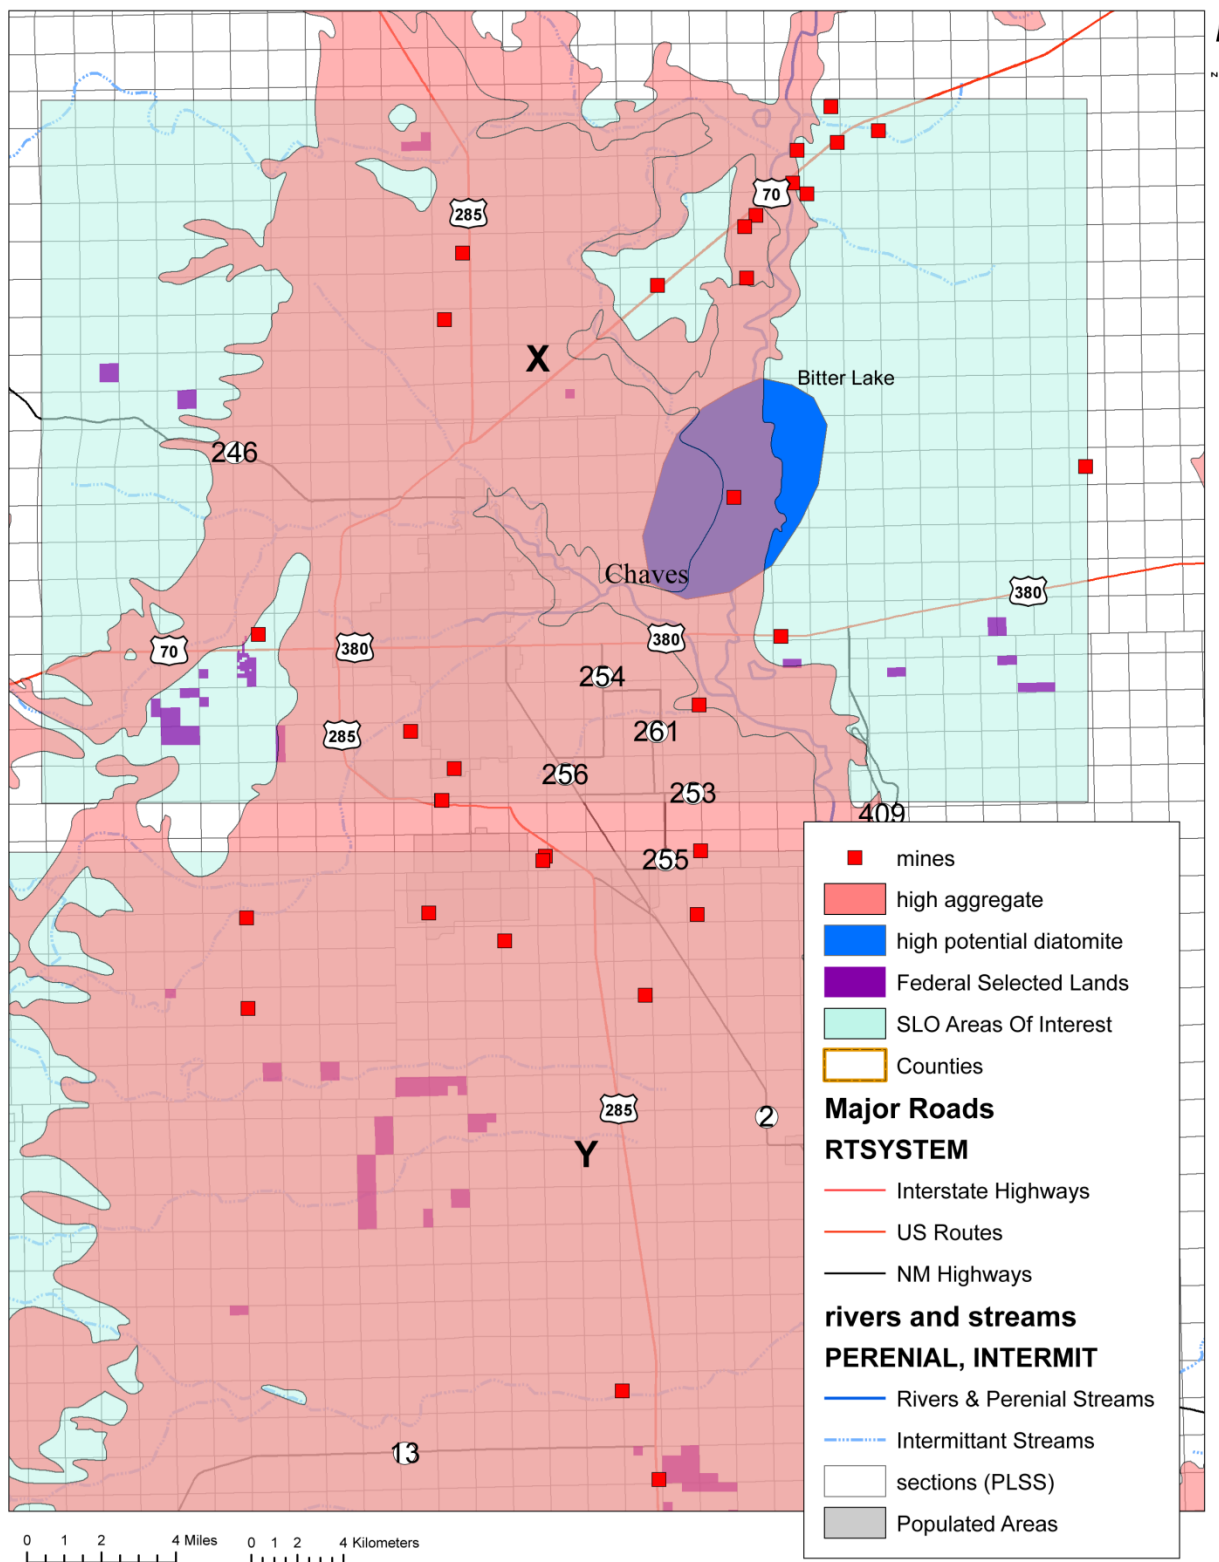 70
285
X
Bitter Lake
246
Chaves
380
70
380
380
254
285
261
256
253
409
255
285
2
Y
13
mines
high aggregate
high potential diatomite
Federal Selected Lands
SLO Areas Of Interest
Counties
Major Roads
RTSYSTEM
Interstate Highways
US Routes
NM Highways
rivers and streams
PERENIAL, INTERMIT
Rivers & Perenial Streams
Intermittant Streams
sections (PLSS)
Populated Areas
0 1 2 4 Miles
0 1 2 4 Kilometers